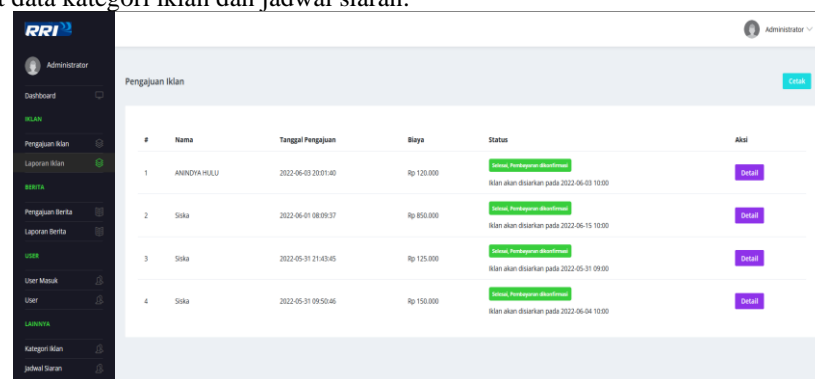 data kategori iklan dan jadwal siaran.
RRI
Administrator
Administrator
Dashboard
Pengajuan Iklan
Cetak
IKLAN
Pengajuan Iklan
Laporan Iklan
BERITA
Pengajuan Berita
Laporan Berita
USER
User Masuk
User
LAINNYA
Kategori Iklan
Jadwal Siaran
# Nama Tanggal Pengajuan Biaya Status Aksi
1 ANINDYA HULU 2022-06-03 20:01:40 Rp 120.000 Selesai, Pembayaran dikonfirmasi Detail
Iklan akan disiarkan pada 2022-06-03 10:00
2 Siska 2022-06-01 08:09:37 Rp 850.000 Selesai, Pembayaran dikonfirmasi Detail
Iklan akan disiarkan pada 2022-06-15 10:00
3 Siska 2022-05-31 21:43:45 Rp 125.000 Selesai, Pembayaran dikonfirmasi Detail
Iklan akan disiarkan pada 2022-05-31 09:00
4 Siska 2022-05-31 09:50:46 Rp 150.000 Selesai, Pembayaran dikonfirmasi Detail
Iklan akan disiarkan pada 2022-06-04 10:00